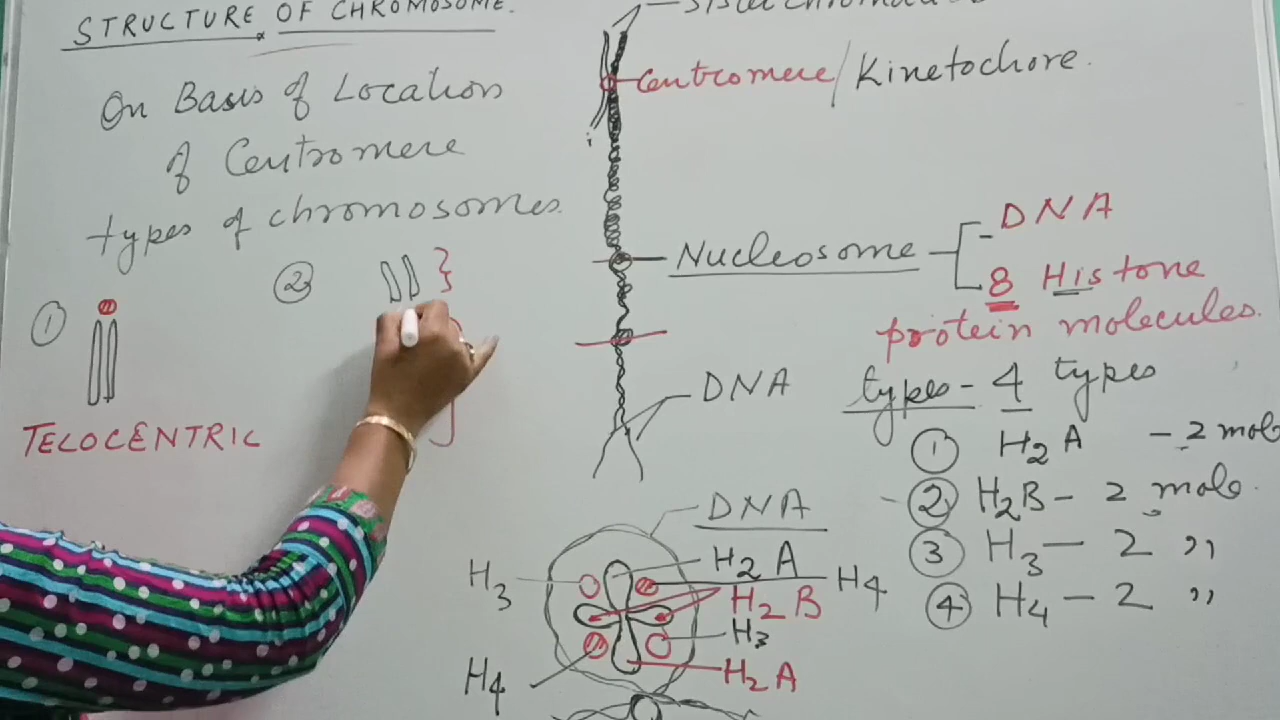 STRUCTURE OF CHROMOSOME.
On Basis of Location
of Centromere
types of chromosomes.
①
②
TELOCENTRIC
Centromere/Kinetochore.
Nucleosome
DNA
8 Histone
protein molecules.
DNA
types - 4 types
① H2A - 2 mol
② H2B - 2 mole.
③ H3 - 2 ,,
④ H4 - 2 ,,
DNA
H2A
H3
H4
H2B
H3
H4
H2A